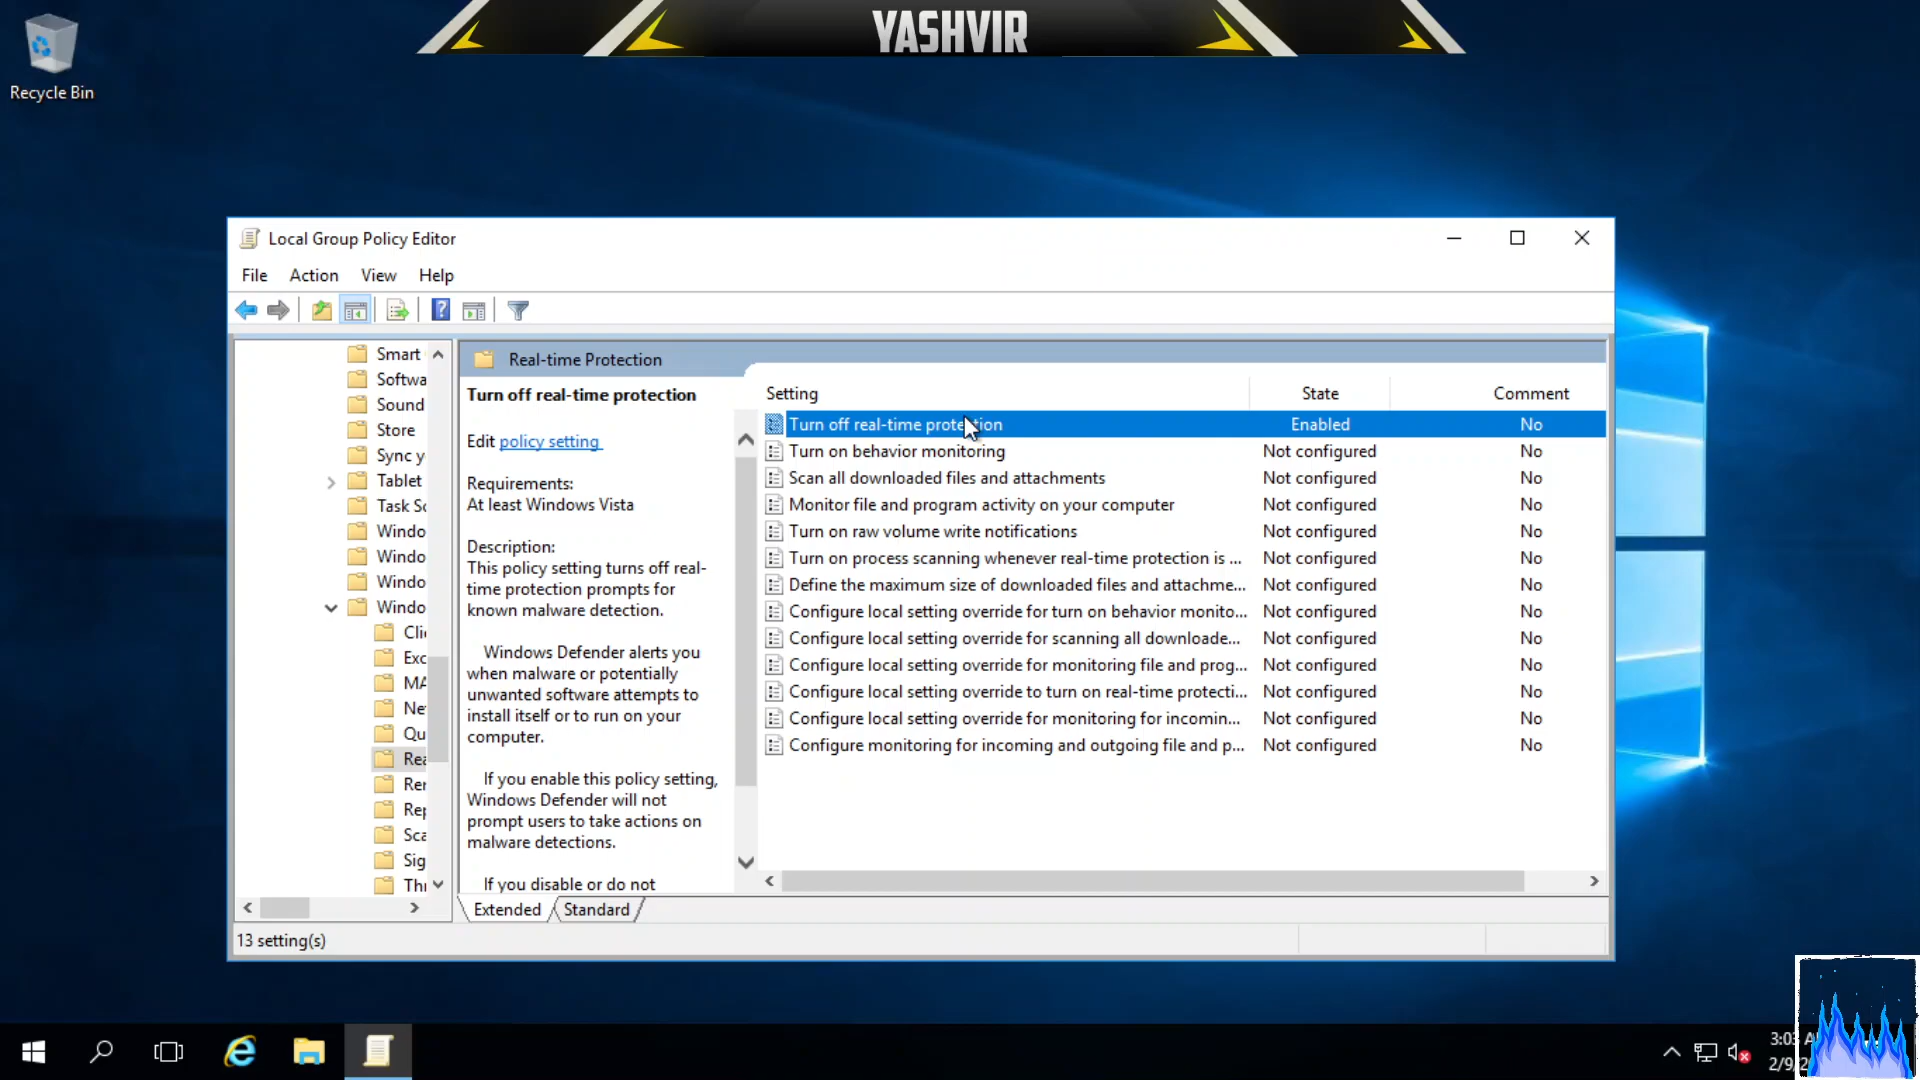 YASHVIR
Recycle Bin
Local Group Policy Editor
File Action View Help
Smart
Softwa
Sound
Store
Sync y
Tablet
Task Sc
Windo
Windo
Windo
Windo
Clie
Exc
MA
Ne
Qu
Rea
Rer
Rep
Sca
Sig
Thr
Real-time Protection
Turn off real-time protection
Edit policy setting
Requirements:
At least Windows Vista
Description:
This policy setting turns off real-
time protection prompts for
known malware detection.
Windows Defender alerts you
when malware or potentially
unwanted software attempts to
install itself or to run on your
computer.
If you enable this policy setting,
Windows Defender will not
prompt users to take actions on
malware detections.
If you disable or do not
Setting State Comment
Turn off real-time protection Enabled No
Turn on behavior monitoring Not configured No
Scan all downloaded files and attachments Not configured No
Monitor file and program activity on your computer Not configured No
Turn on raw volume write notifications Not configured No
Turn on process scanning whenever real-time protection is ... Not configured No
Define the maximum size of downloaded files and attachme... Not configured No
Configure local setting override for turn on behavior monito... Not configured No
Configure local setting override for scanning all downloade... Not configured No
Configure local setting override for monitoring file and prog... Not configured No
Configure local setting override to turn on real-time protecti... Not configured No
Configure local setting override for monitoring for incomin... Not configured No
Configure monitoring for incoming and outgoing file and p... Not configured No
Extended Standard
13 setting(s)
3:03 A
2/9/2